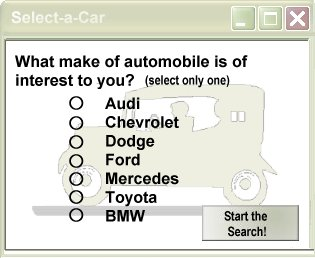 Select-a-Car
What make of automobile is of
interest to you? (select only one)
Audi
Chevrolet
Dodge
Ford
Mercedes
Toyota
BMW
Start the
Search!